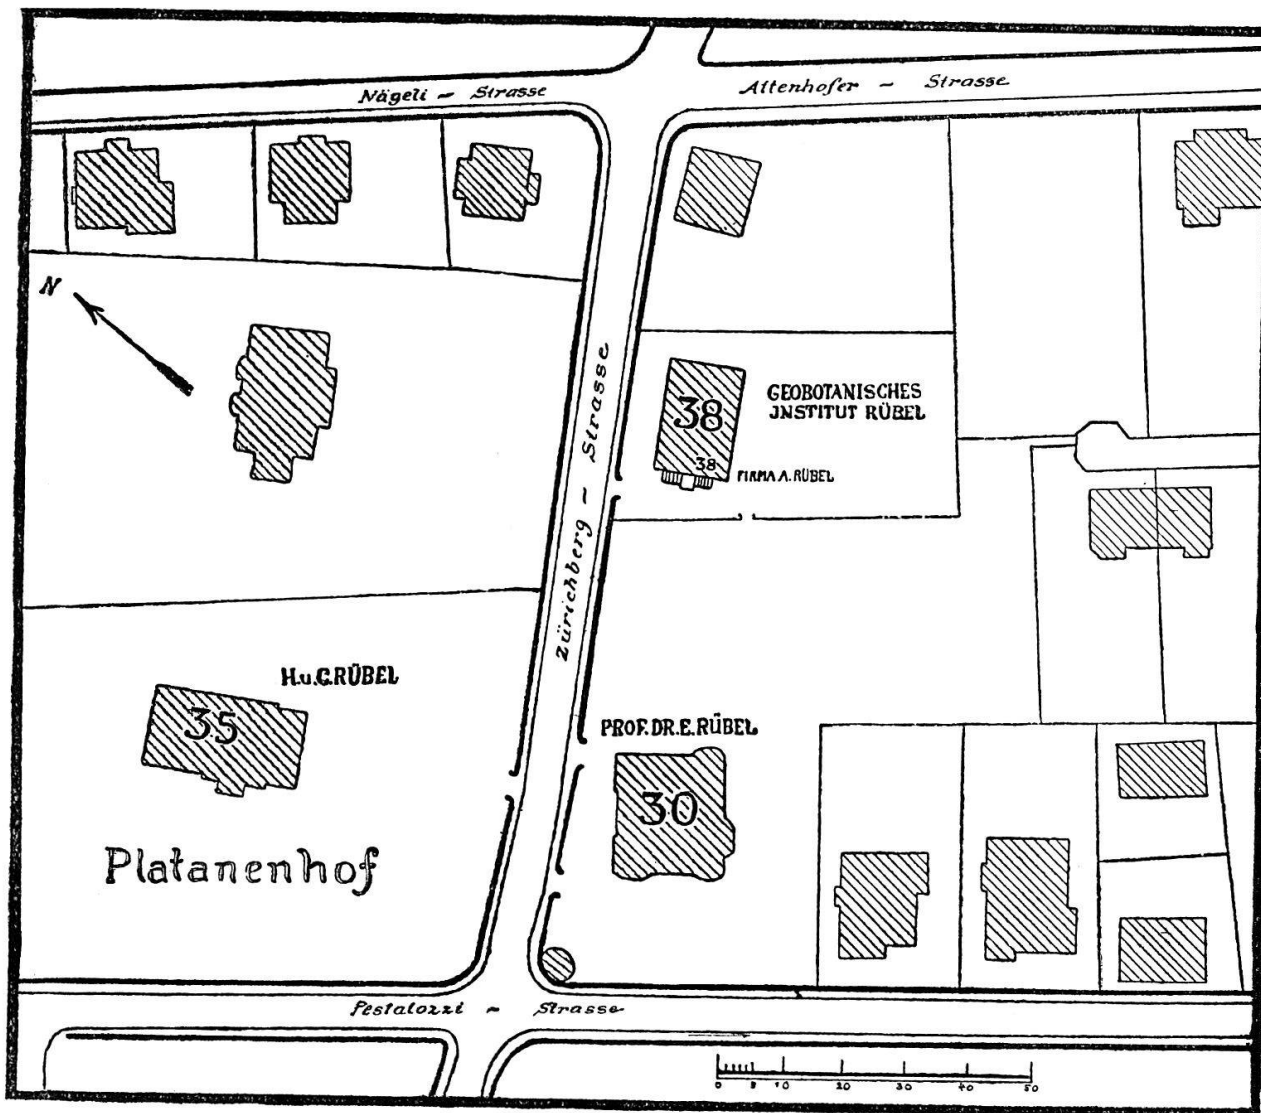 Nägeli – Strasse
Attenhofer – Strasse
N
38
GEOBOTANISCHES
JNSTITUT RÜBEL
38
FIRMA A. RÜBEL
Zürichberg – Strasse
H.u.C.RÜBEL
35
PROF. DR. E. RÜBEL
30
Platanenhof
Pestalozzi – Strasse
0 5 10 20 30 40 50